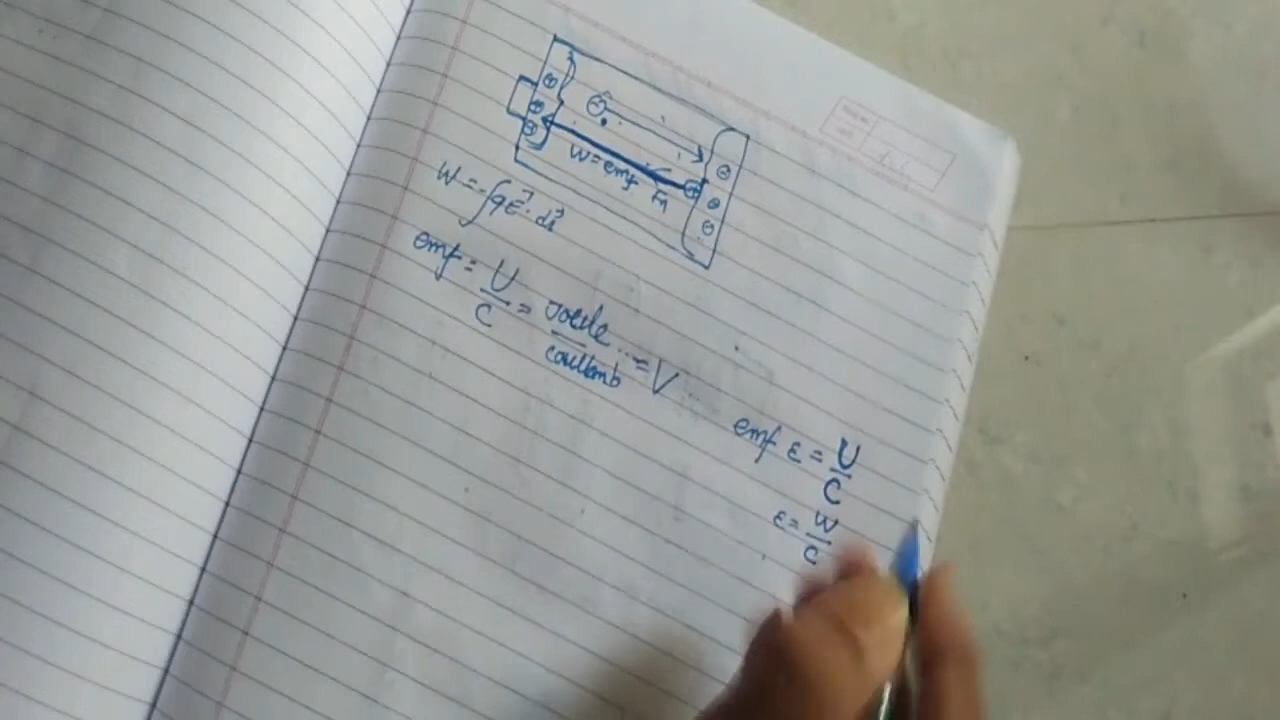 W = emf
W = -∫qE⃗·dl⃗
emf = U/C = Joule/coulomb = V
emf ε = U/C
ε = W/C